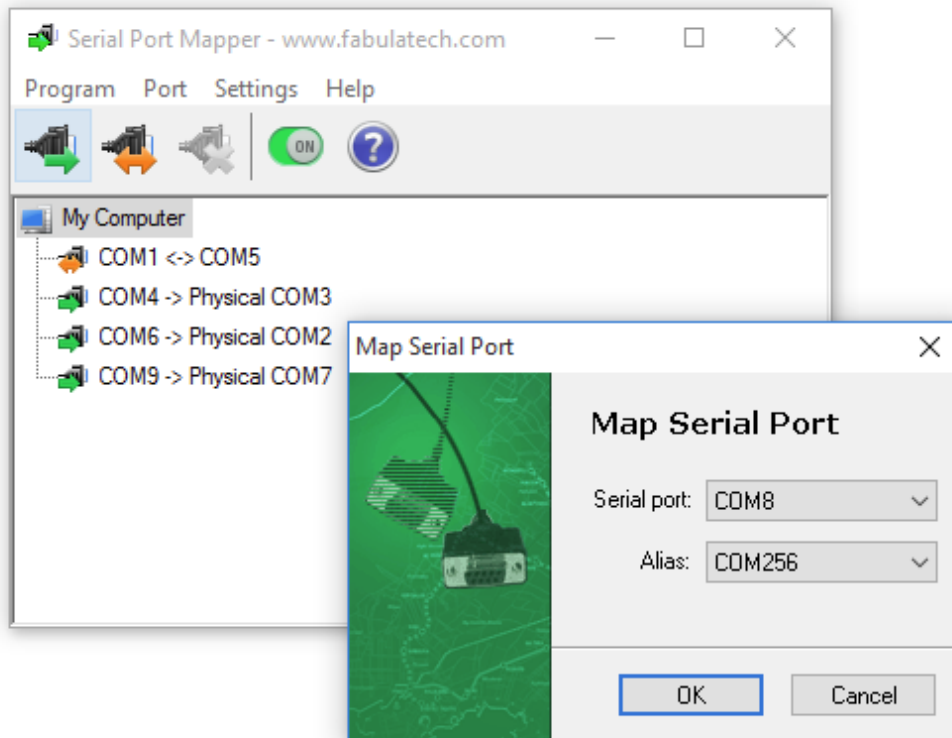 Serial Port Mapper - www.fabulatech.com
Program Port Settings Help
ON
?
My Computer
COM1 <-> COM5
COM4 -> Physical COM3
COM6 -> Physical COM2
COM9 -> Physical COM7
Map Serial Port
Map Serial Port
Serial port: COM8
Alias: COM256
OK Cancel